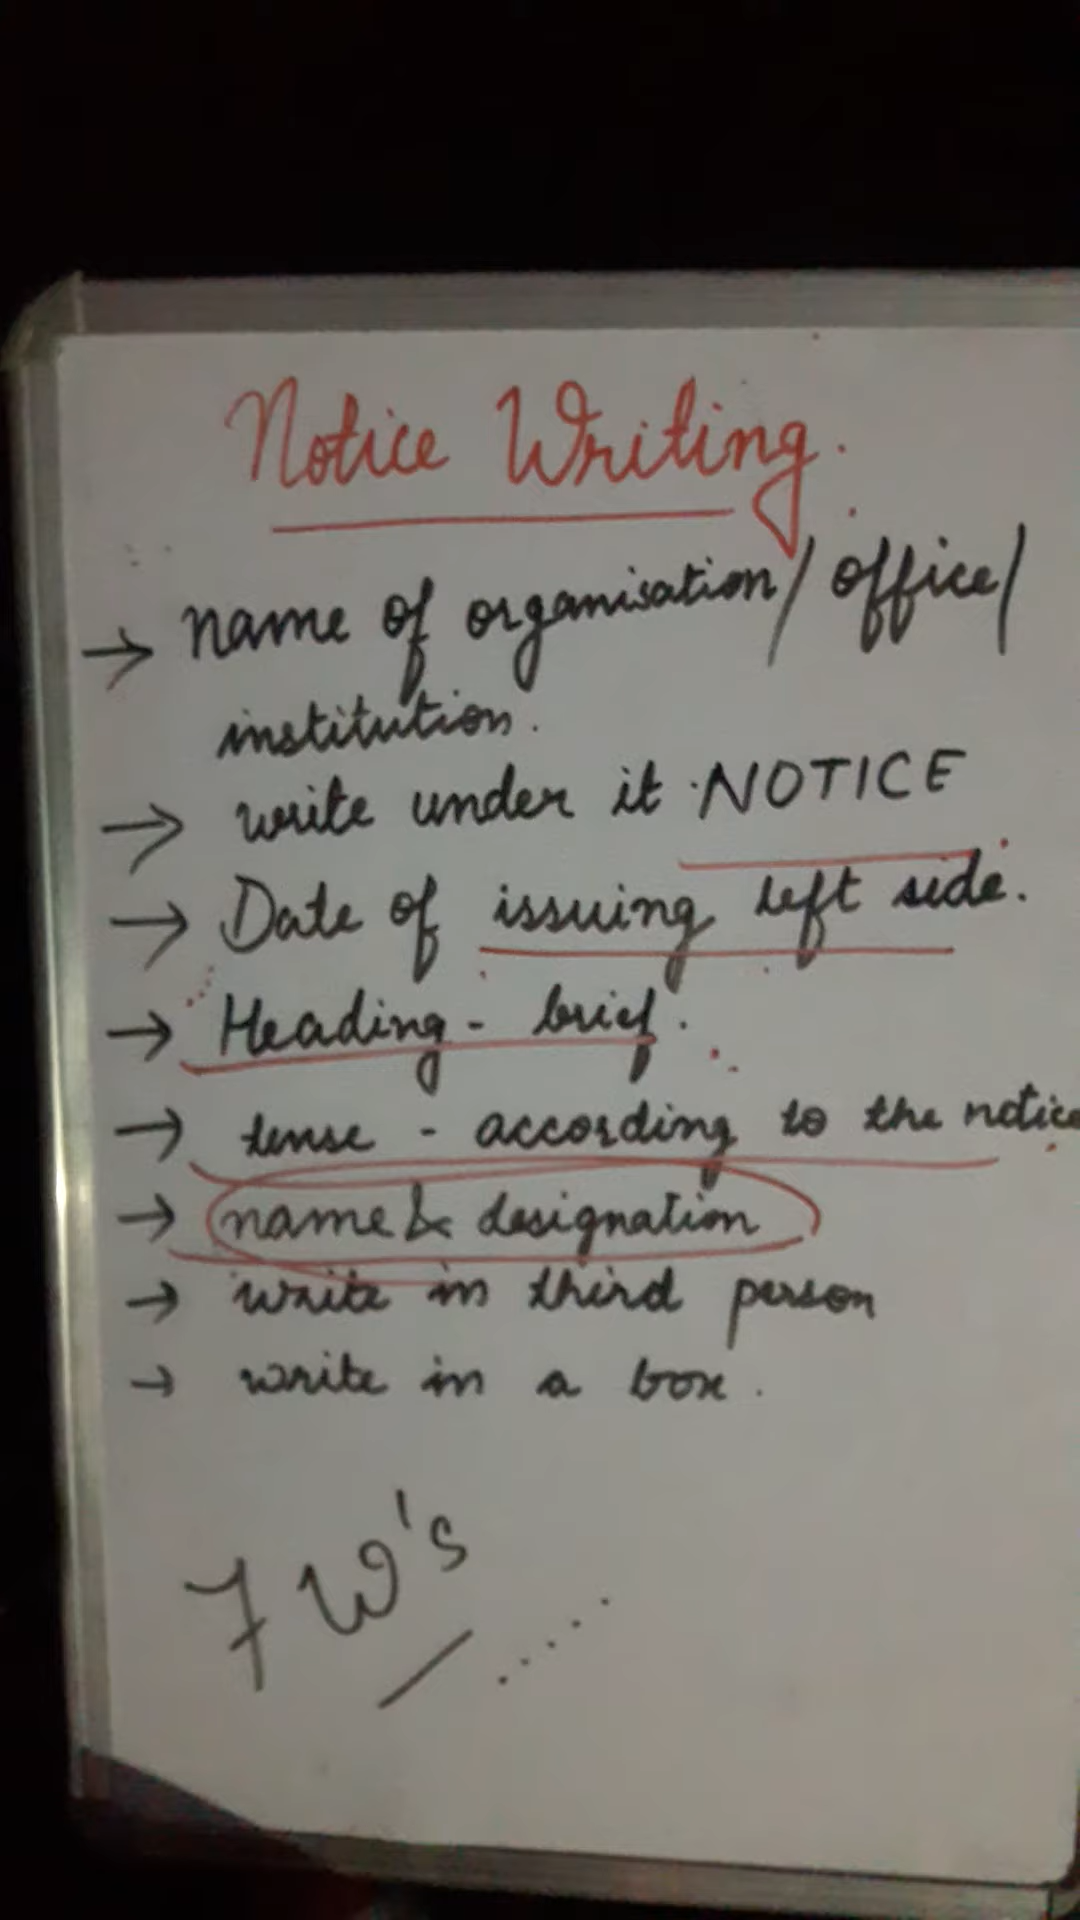 Notice Writing.
→ name of organisation/ office/
institution.
→ write under it NOTICE
→ Date of issuing left side.
→ Heading - brief.
→ tense - according to the notice
→ name & designation
→ write in third person
→ write in a box.
7 W's .....